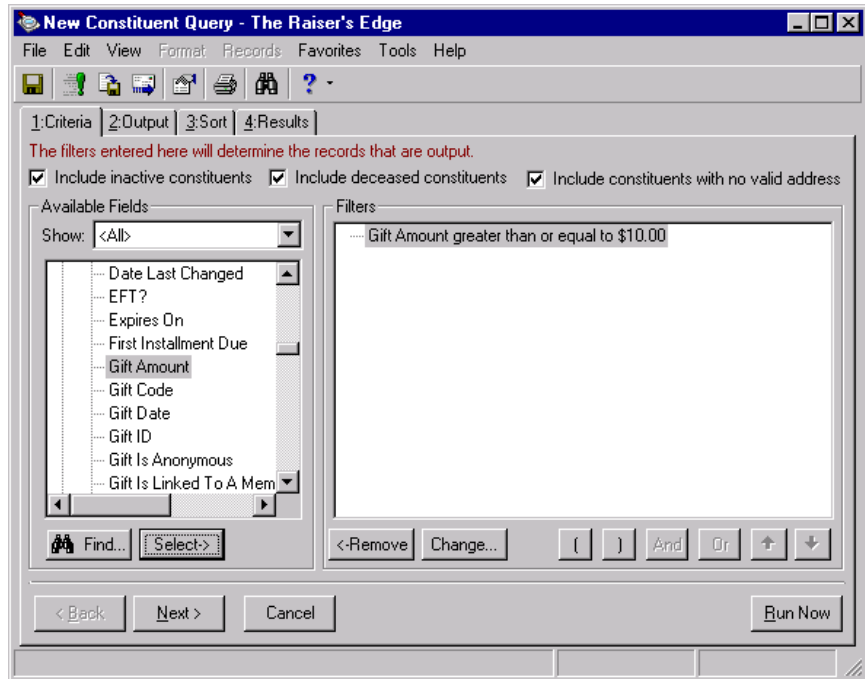 New Constituent Query - The Raiser's Edge
File Edit View Format Records Favorites Tools Help
?
1:Criteria 2:Output 3:Sort 4:Results
The filters entered here will determine the records that are output.
Include inactive constituents Include deceased constituents Include constituents with no valid address
Available Fields
Show: <All>
Date Last Changed
EFT?
Expires On
First Installment Due
Gift Amount
Gift Code
Gift Date
Gift ID
Gift Is Anonymous
Gift Is Linked To A Mem
Find... Select->
Filters
Gift Amount greater than or equal to $10.00
<-Remove Change... ( ) And Or
< Back Next > Cancel Run Now